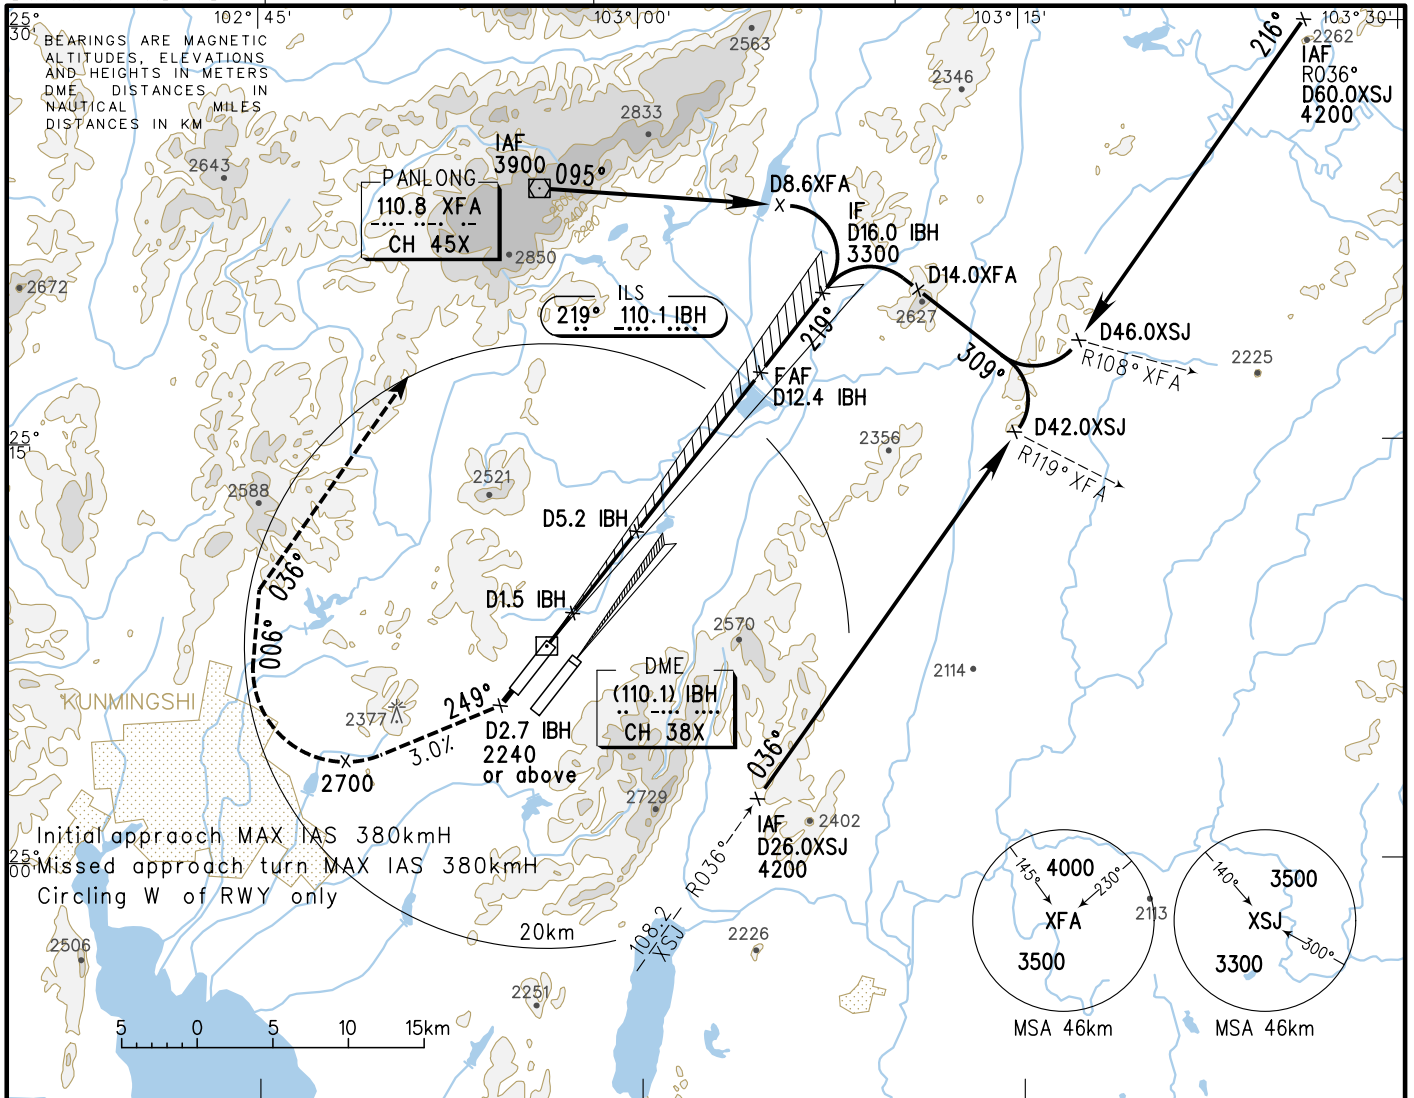 102°45'
103°00'
103°15'
103°30'
25°
30'
BEARINGS ARE MAGNETIC
ALTITUDES, ELEVATIONS
AND HEIGHTS IN METERS
DME DISTANCES IN
NAUTICAL MILES
DISTANCES IN KM
2563
2346
2262
216°
IAF
R036°
D60.0XSJ
4200
2833
2643
IAF
3900
095°
PANLONG
110.8 XFA
CH 45X
D8.6XFA
IF
D16.0 IBH
3300
2850
2672
D14.0XFA
2627
ILS
219° 110.1 IBH
219°
309°
D46.0XSJ
R108° XFA
2225
FAF
D12.4 IBH
D42.0XSJ
R119° XFA
25°
15'
2356
2521
2588
D5.2 IBH
036°
D1.5 IBH
006°
2570
2114
DME
(110.1) IBH
CH 38X
KUNMINGSHI
2377
249°
3.0%
D2.7 IBH
2240
or above
2700
036°
2729
2402
IAF
D26.0XSJ
4200
R036°
108.2
XSJ
Initial appraoch MAX IAS 380kmH
25°
00'
Missed approach turn MAX IAS 380kmH
Circling W of RWY only
20km
2506
2226
2251
5 0 5 10 15km
145°
4000
230°
XFA
3500
2113
MSA 46km
140°
3500
XSJ
300°
3300
MSA 46km